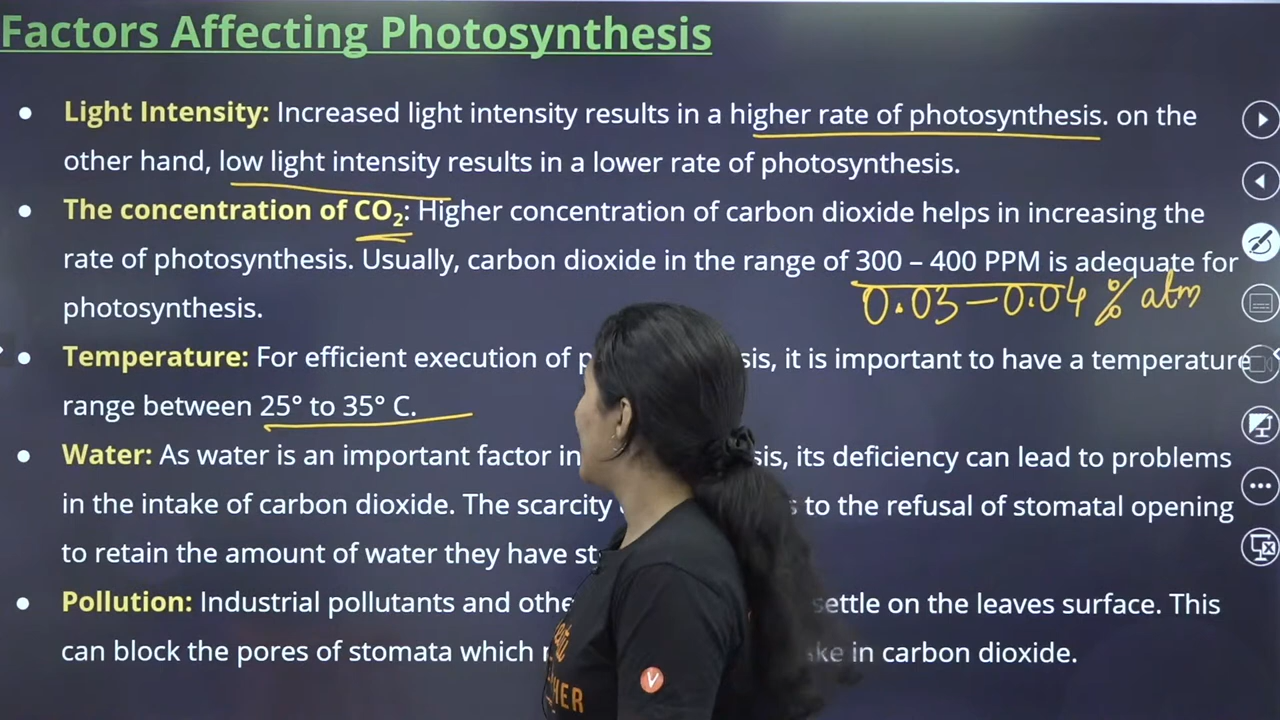 Factors Affecting Photosynthesis
● Light Intensity: Increased light intensity results in a higher rate of photosynthesis. on the
other hand, low light intensity results in a lower rate of photosynthesis.
● The concentration of CO₂: Higher concentration of carbon dioxide helps in increasing the
rate of photosynthesis. Usually, carbon dioxide in the range of 300 – 400 PPM is adequate for
0.03 – 0.04 % atm
photosynthesis.
● Temperature: For efficient execution of sis, it is important to have a temperature
range between 25° to 35° C.
● Water: As water is an important factor in sis, its deficiency can lead to problems
in the intake of carbon dioxide. The scarcity to the refusal of stomatal opening
to retain the amount of water they have
● Pollution: Industrial pollutants and settle on the leaves surface. This
can block the pores of stomata which in carbon dioxide.